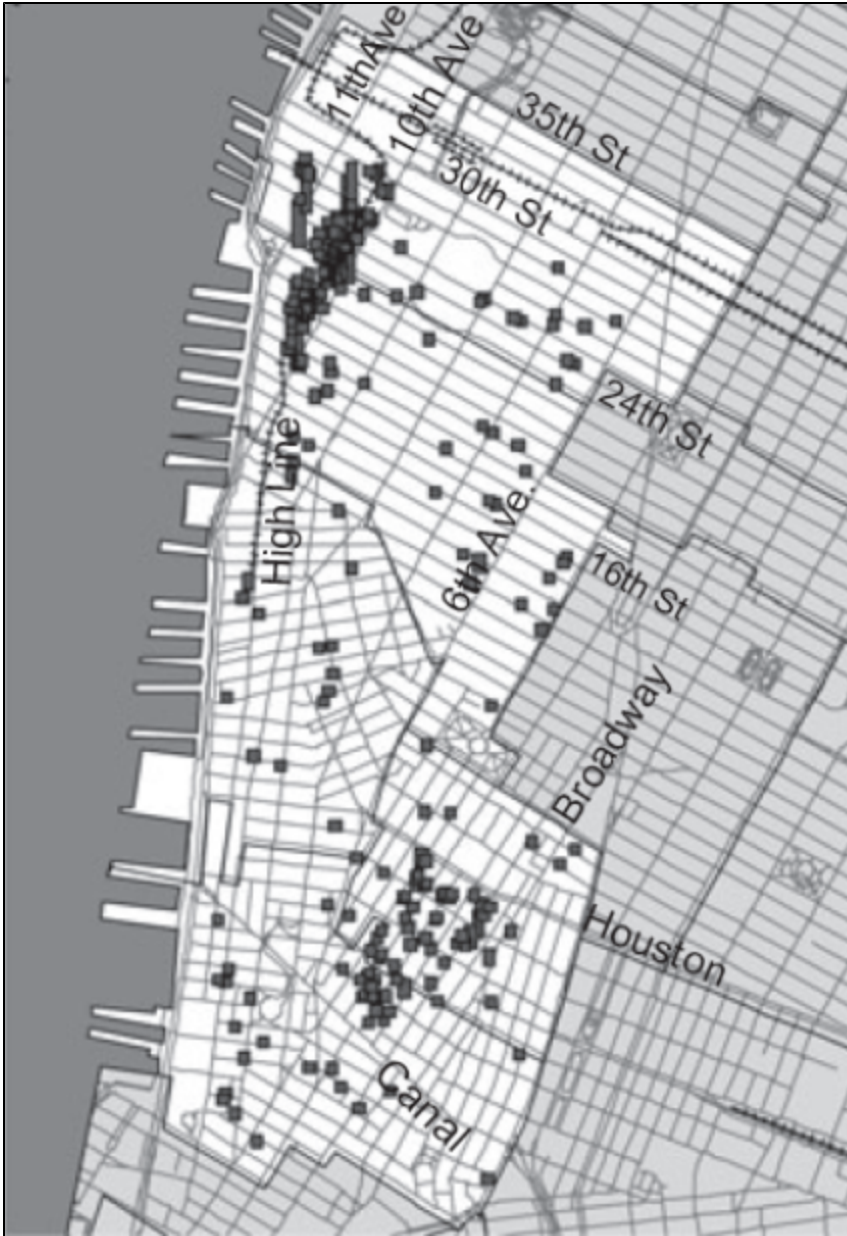 11thAve
10th Ave
35th St
30th St
24th St
High Line
6th Ave.
16th St
Broadway
Houston
Canal